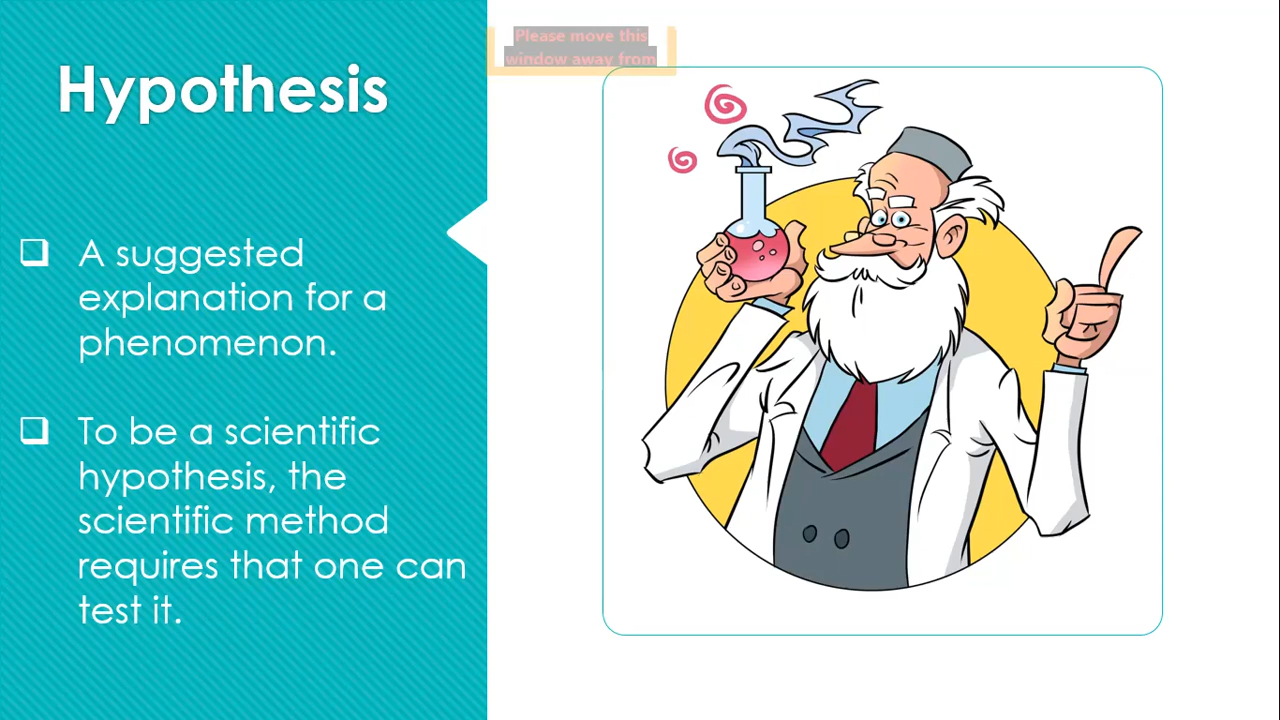 Hypothesis
A suggested
explanation for a
phenomenon.
To be a scientific
hypothesis, the
scientific method
requires that one can
test it.
Please move this
window away from